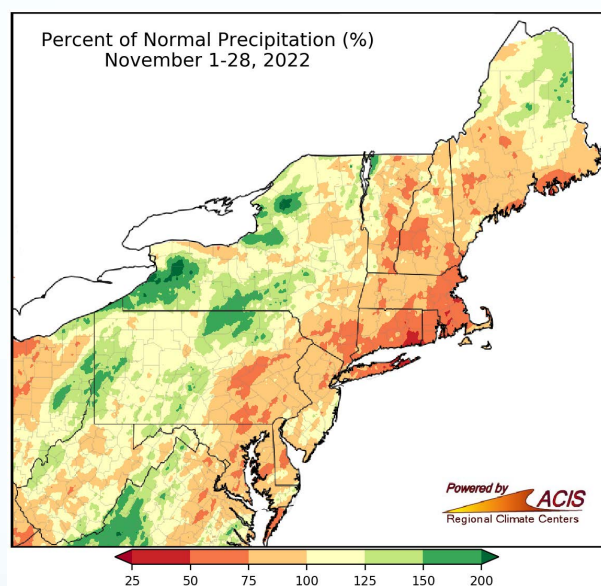 Percent of Normal Precipitation (%)
November 1-28, 2022
Powered by
ACIS
Regional Climate Centers
25 50 75 100 125 150 200